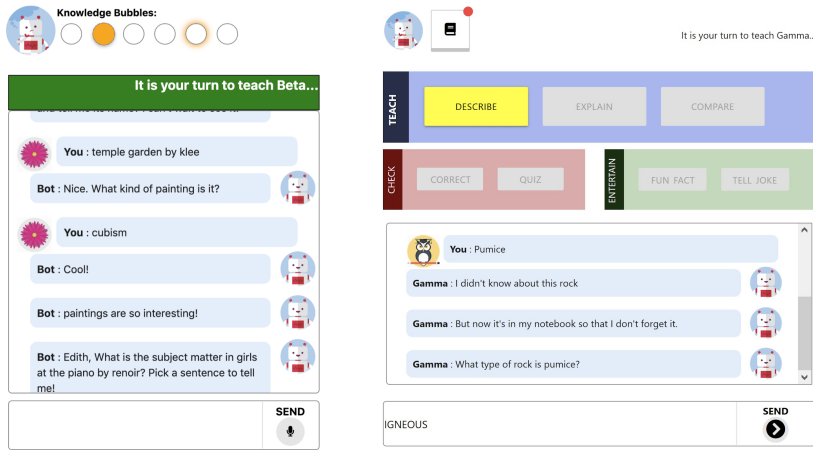 Knowledge Bubbles:
It is your turn to teach Beta...
You : temple garden by klee
Bot : Nice. What kind of painting is it?
You : cubism
Bot : Cool!
Bot : paintings are so interesting!
Bot : Edith, What is the subject matter in girls
at the piano by renoir? Pick a sentence to tell
me!
SEND
It is your turn to teach Gamma..
TEACH
DESCRIBE
EXPLAIN
COMPARE
CHECK
CORRECT
QUIZ
ENTERTAIN
FUN FACT
TELL JOKE
You : Pumice
Gamma : I didn't know about this rock
Gamma : But now it's in my notebook so that I don't forget it.
Gamma : What type of rock is pumice?
IGNEOUS
SEND